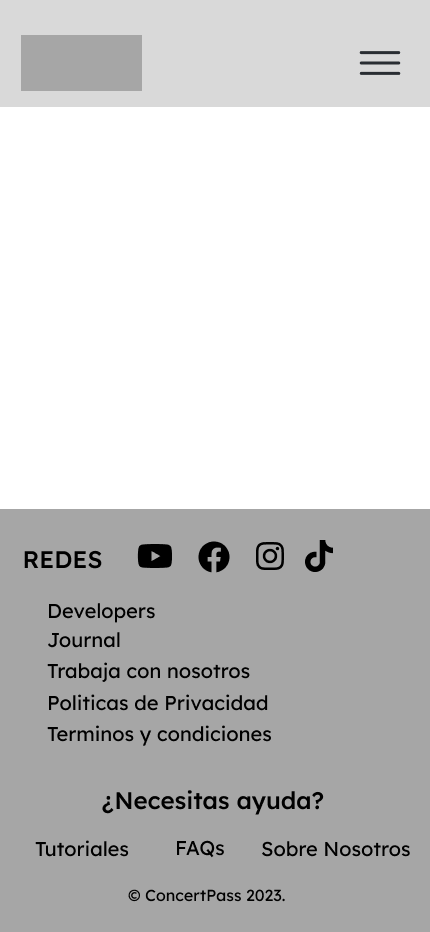 REDES
Developers
Journal
Trabaja con nosotros
Politicas de Privacidad
Terminos y condiciones
¿Necesitas ayuda?
Tutoriales FAQs Sobre Nosotros
© ConcertPass 2023.